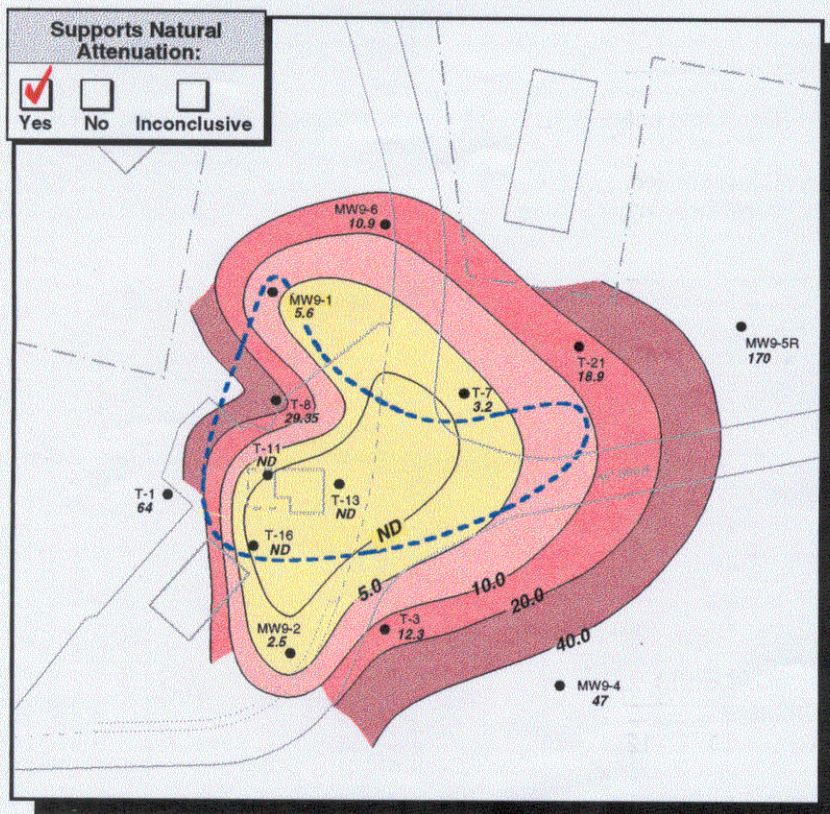 Supports Natural
Attenuation:
Yes No Inconclusive
MW9-6
10.9
MW9-1
5.6
MW9-5R
170
T-21
18.9
T-7
3.2
T-8
29.35
T-11
ND
T-13
ND
T-1
64
T-16
ND
ND
5.0
10.0
20.0
40.0
T-3
12.3
MW9-2
2.5
MW9-4
47